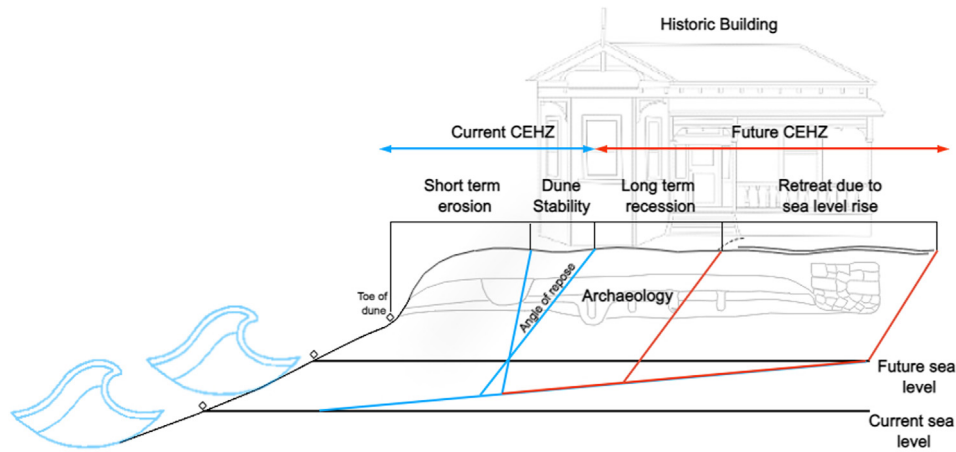 Historic Building
Current CEHZ
Future CEHZ
Short term
erosion
Dune
Stability
Long term
recession
Retreat due to
sea level rise
Toe of
dune
Angle of repose
Archaeology
Future sea
level
Current sea
level